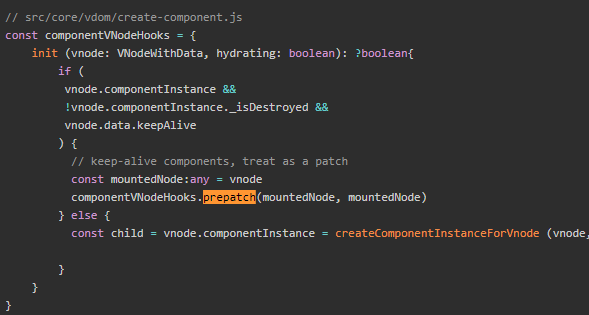 // src/core/vdom/create-component.js
const componentVNodeHooks = {
    init (vnode: VNodeWithData, hydrating: boolean): ?boolean{
        if (
         vnode.componentInstance &&
         !vnode.componentInstance._isDestroyed &&
         vnode.data.keepAlive
        ) {
          // keep-alive components, treat as a patch
          const mountedNode:any = vnode
          componentVNodeHooks.prepatch(mountedNode, mountedNode)
        } else {
          const child = vnode.componentInstance = createComponentInstanceForVnode (vnode,
        }
    }
}